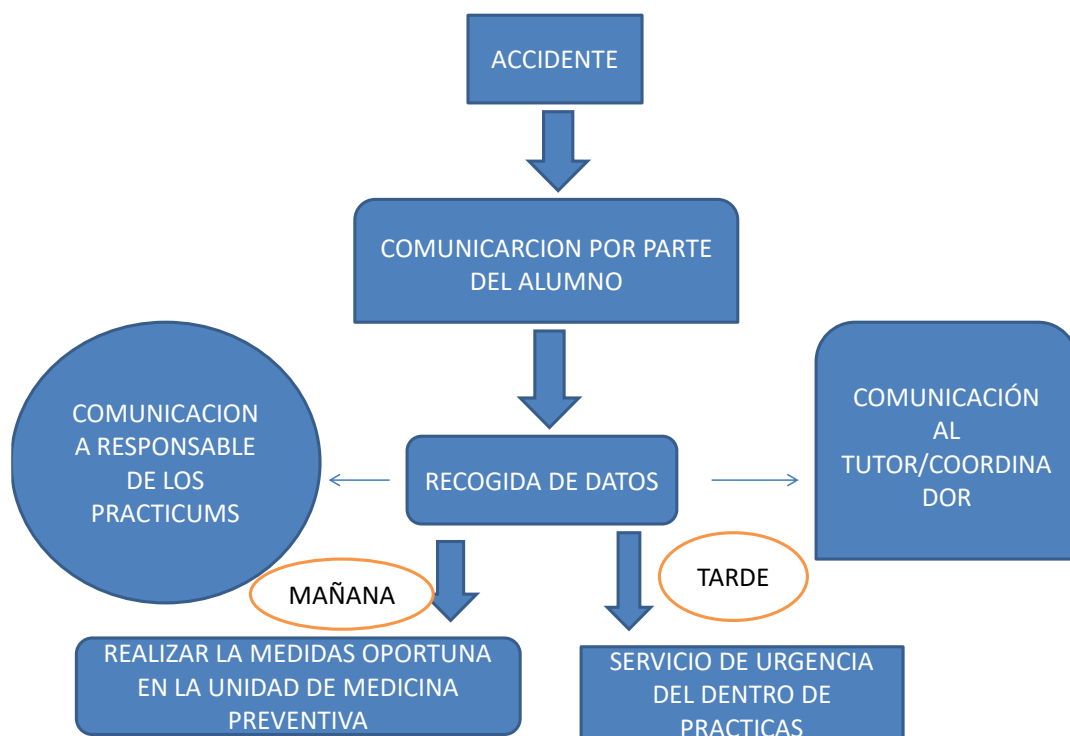 ACCIDENTE
COMUNICARCION POR PARTE
DEL ALUMNO
COMUNICACION
A RESPONSABLE
DE LOS
PRACTICUMS
RECOGIDA DE DATOS
COMUNICACIÓN
AL
TUTOR/COORDINA
DOR
MAÑANA
TARDE
REALIZAR LA MEDIDAS OPORTUNA
EN LA UNIDAD DE MEDICINA
PREVENTIVA
SERVICIO DE URGENCIA
DEL DENTRO DE
PRACTICAS